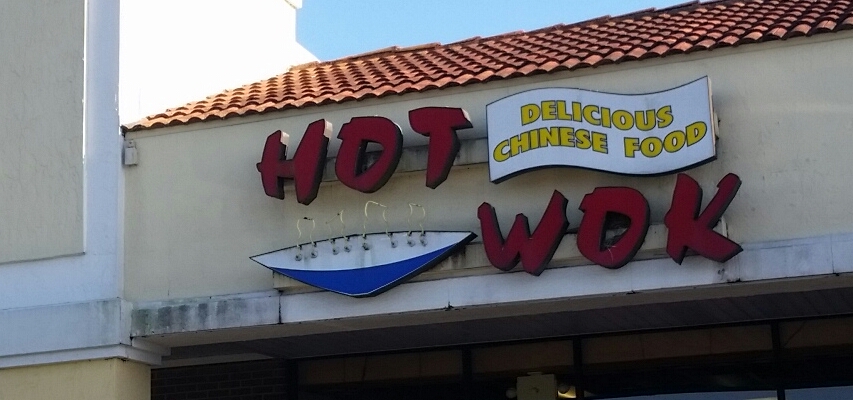 HOT
DELICIOUS
CHINESE FOOD
WOK